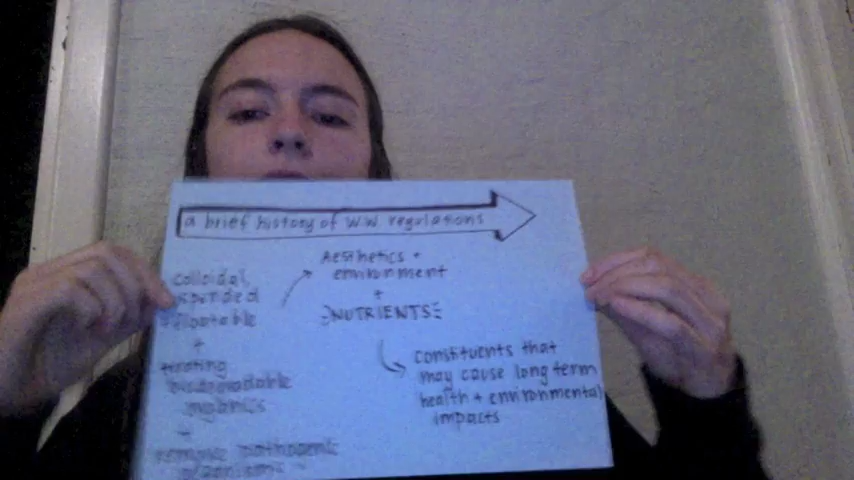 a brief history of W.W. regulations
colloidal,
floatable
+
treating
biodegradable
organics
+
remove pathogenic
organisms
Aesthetics +
environment
+
NUTRIENTS
constituents that
may cause long term
health + environmental
impacts